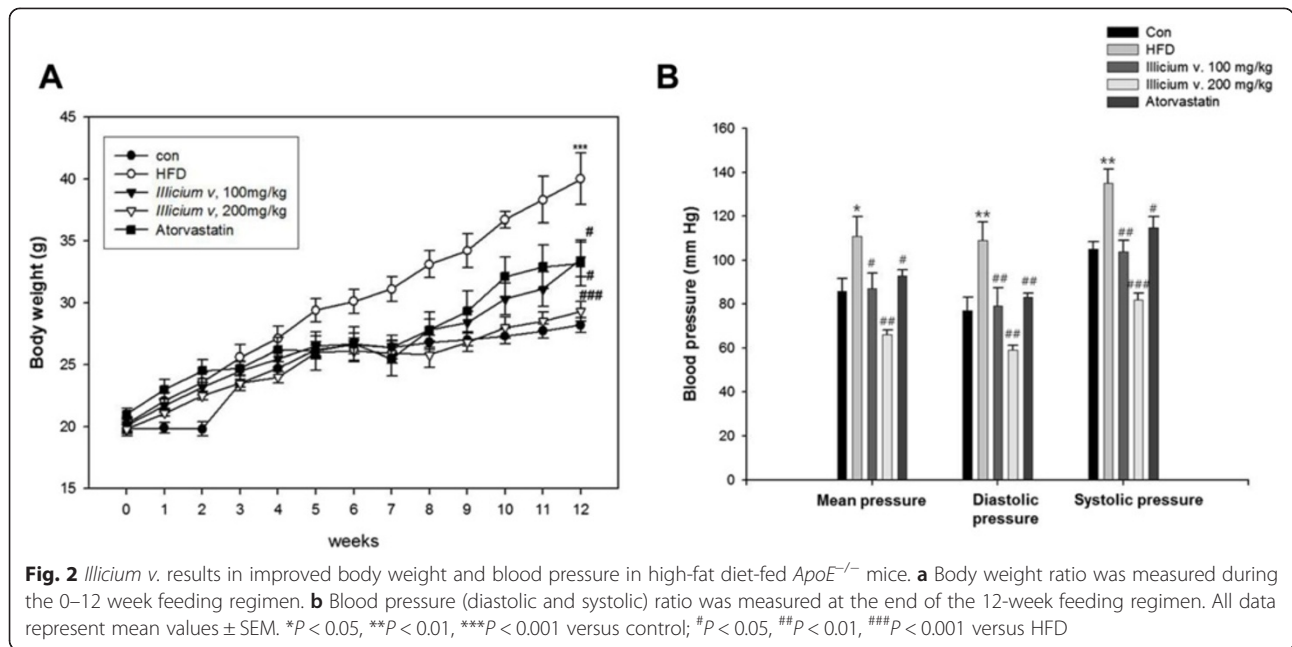 A
45
40
35
30
25
20
15
Body weight (g)
con
HFD
Illicium v, 100mg/kg
Illicium v, 200mg/kg
Atorvastatin
***
#
#
###
0 1 2 3 4 5 6 7 8 9 10 11 12
weeks
B
Con
HFD
Illicium v. 100 mg/kg
Illicium v. 200 mg/kg
Atorvastatin
160
140
120
100
80
60
40
20
0
Blood pressure (mm Hg)
* # ## #
** ## ## ##
** ## ### #
Mean pressure
Diastolic
pressure
Systolic pressure
Fig. 2 Illicium v. results in improved body weight and blood pressure in high-fat diet-fed ApoE−/− mice. a Body weight ratio was measured during
the 0–12 week feeding regimen. b Blood pressure (diastolic and systolic) ratio was measured at the end of the 12-week feeding regimen. All data
represent mean values ± SEM. *P < 0.05, **P < 0.01, ***P < 0.001 versus control; #P < 0.05, ##P < 0.01, ###P < 0.001 versus HFD